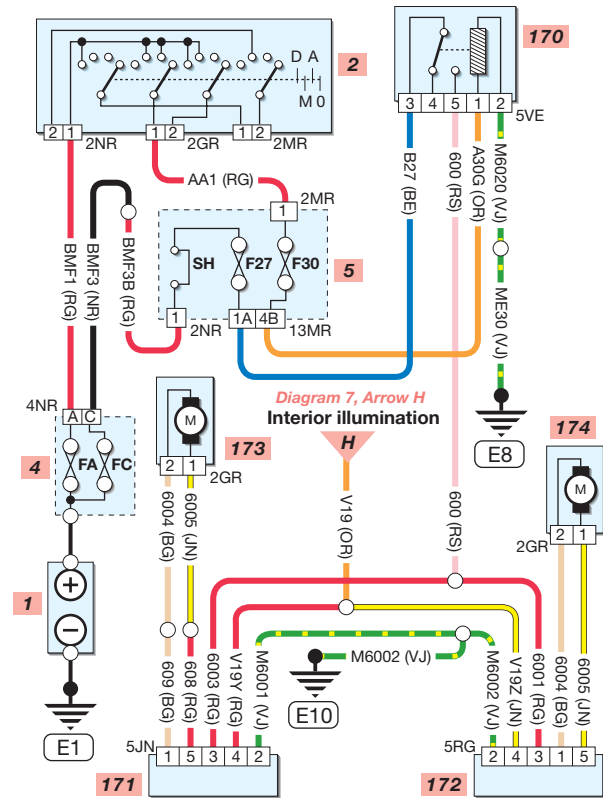 D A
M 0
2
2 1
2NR
1 2
2GR
1 2
2MR
170
3 4 5 1 2
5VE
AA1 (RG)
BMF1 (RG)
BMF3 (NR)
BMF3B (RG)
B27 (BE)
600 (RS)
A30G (OR)
M6020 (VJ)
ME30 (VJ)
E8
1
2MR
SH
F27
F30
5
1
2NR
1A 4B
13MR
4NR
A C
4
FA
FC
1
+
−
E1
M
173
2 1
2GR
6004 (BG)
6005 (JN)
Diagram 7, Arrow H
Interior illumination
H
V19 (OR)
600 (RS)
174
M
2GR
2 1
M6002 (VJ)
E10
609 (BG)
608 (RG)
6003 (RG)
V19Y (RG)
M6001 (VJ)
M6002 (VJ)
V19Z (JN)
6001 (RG)
6004 (BG)
6005 (JN)
5JN
1 5 3 4 2
171
5RG
2 4 3 1 5
172